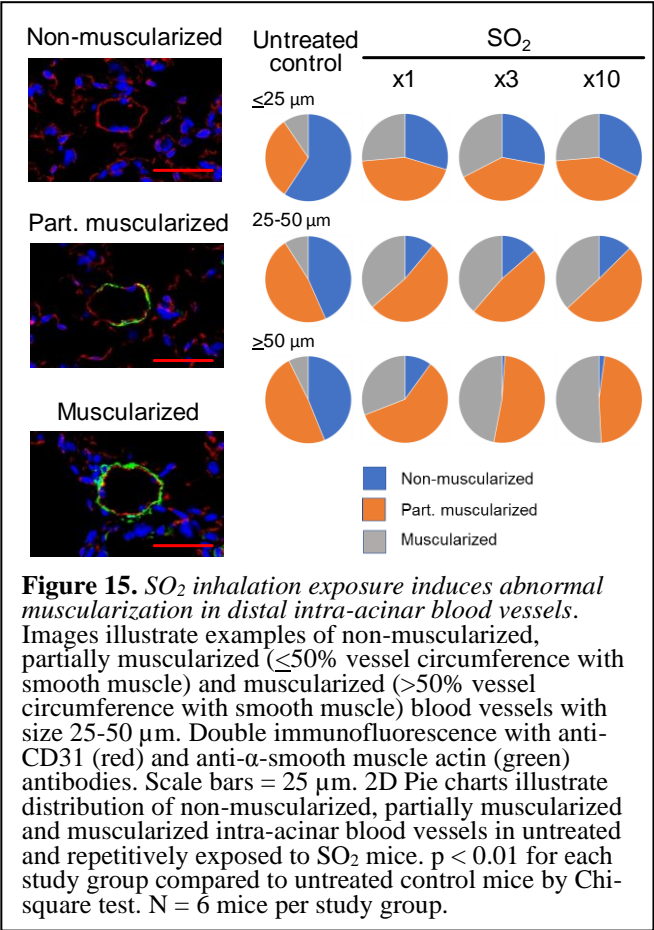 Non-muscularized
Untreated control
SO₂
x1 x3 x10
≤25 µm
Part. muscularized
25-50 µm
≥50 µm
Muscularized
Non-muscularized
Part. muscularized
Muscularized
Figure 15. SO₂ inhalation exposure induces abnormal
muscularization in distal intra-acinar blood vessels.
Images illustrate examples of non-muscularized,
partially muscularized (≤50% vessel circumference with
smooth muscle) and muscularized (>50% vessel
circumference with smooth muscle) blood vessels with
size 25-50 µm. Double immunofluorescence with anti-
CD31 (red) and anti-α-smooth muscle actin (green)
antibodies. Scale bars = 25 µm. 2D Pie charts illustrate
distribution of non-muscularized, partially muscularized
and muscularized intra-acinar blood vessels in untreated
and repetitively exposed to SO₂ mice. p < 0.01 for each
study group compared to untreated control mice by Chi-
square test. N = 6 mice per study group.